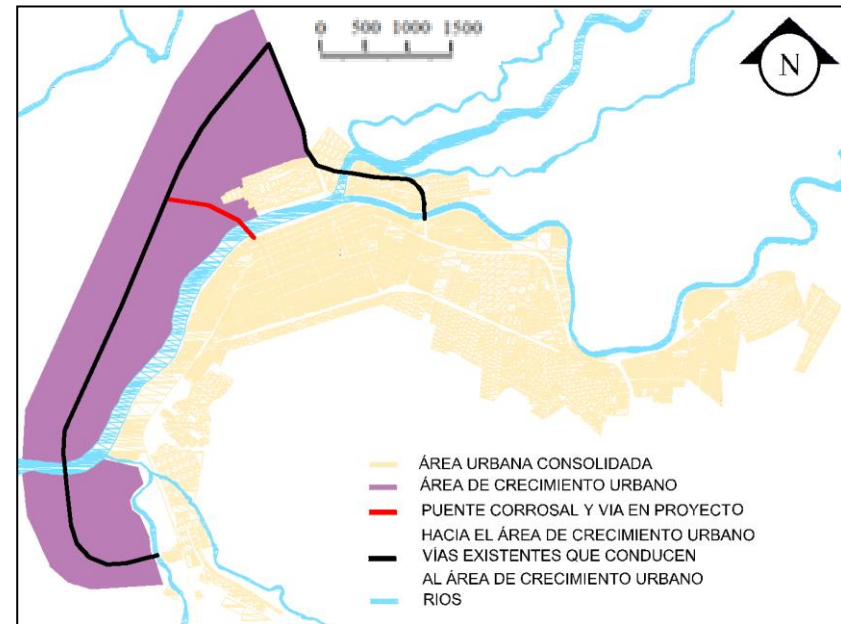 0 500 1000 1500
N
ÁREA URBANA CONSOLIDADA
ÁREA DE CRECIMIENTO URBANO
PUENTE CORROSAL Y VIA EN PROYECTO
HACIA EL ÁREA DE CRECIMIENTO URBANO
VÍAS EXISTENTES QUE CONDUCEN
AL ÁREA DE CRECIMIENTO URBANO
RIOS